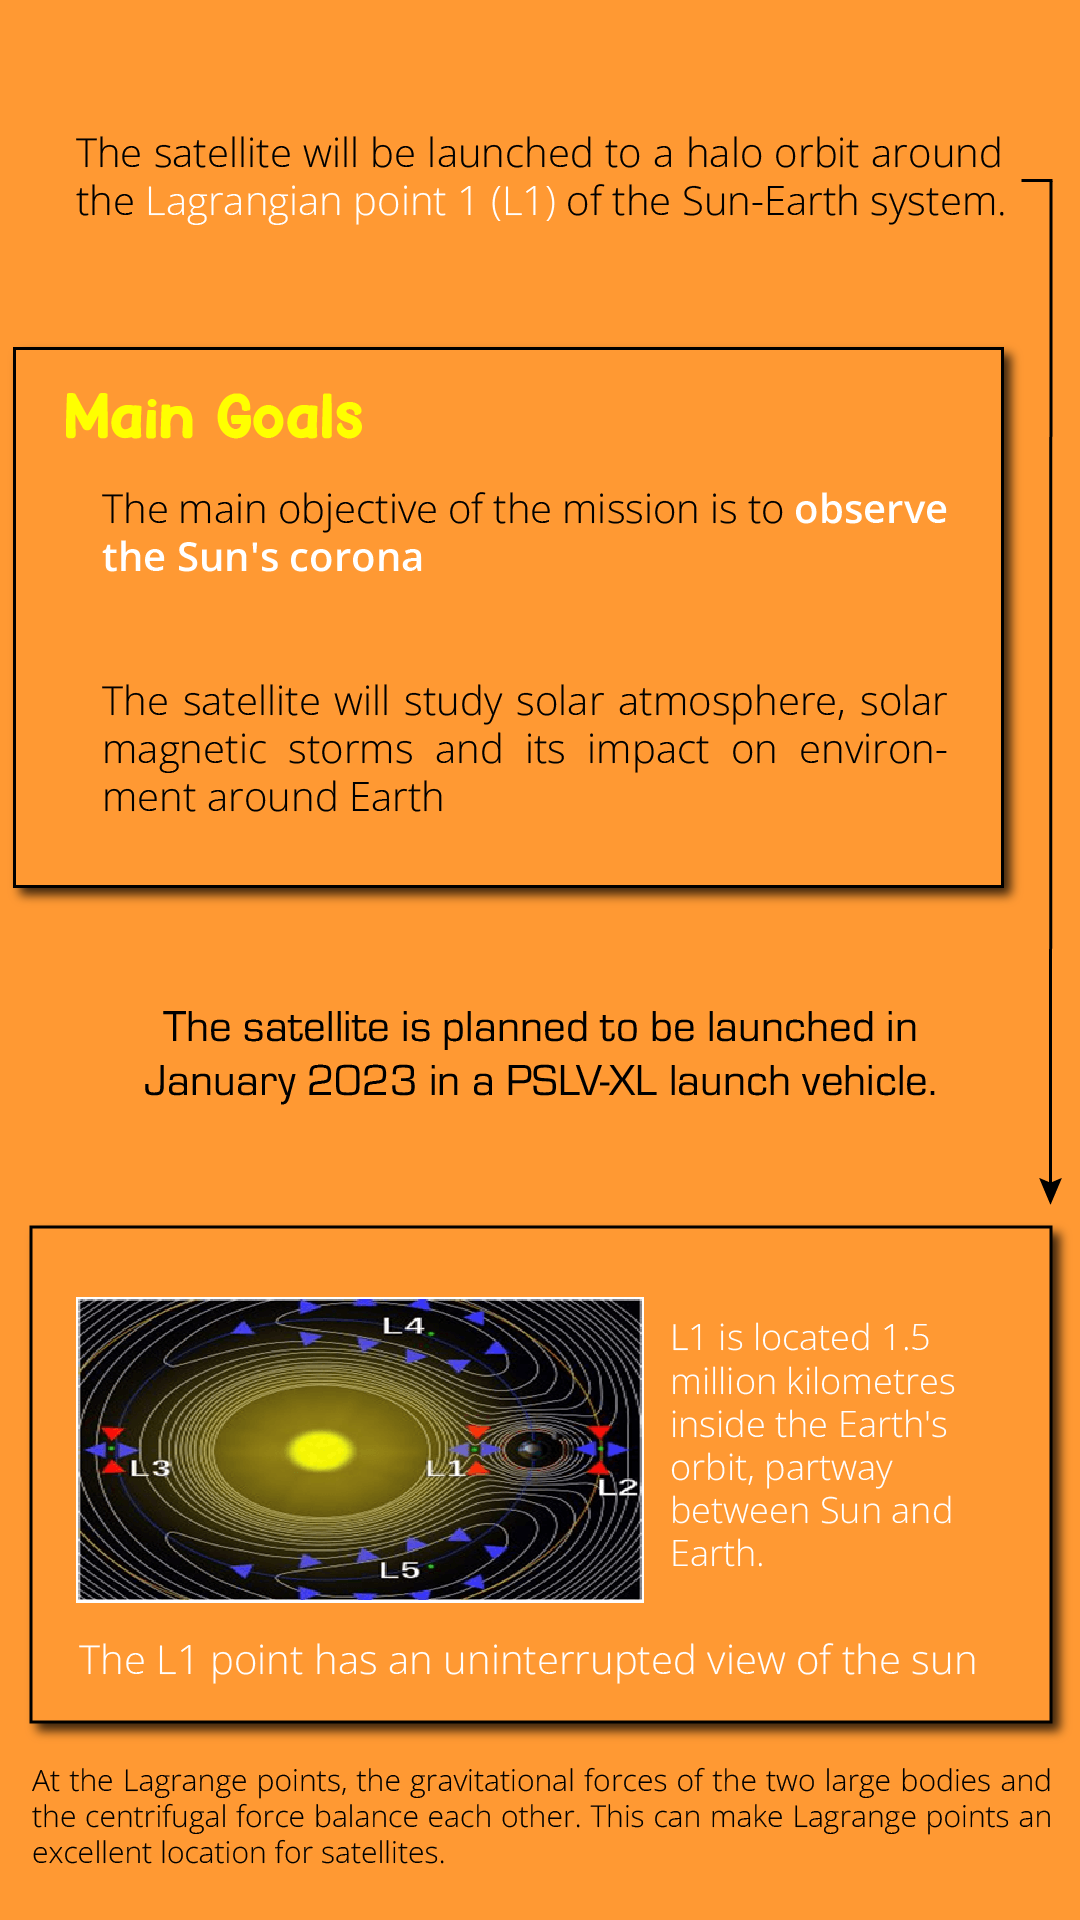 The satellite will be launched to a halo orbit around
the Lagrangian point 1 (L1) of the Sun-Earth system.
Main Goals
The main objective of the mission is to observe
the Sun's corona
The satellite will study solar atmosphere, solar
magnetic storms and its impact on environ-
ment around Earth
The satellite is planned to be launched in
January 2023 in a PSLV-XL launch vehicle.
L4
L3
L1
L2
L5
L1 is located 1.5
million kilometres
inside the Earth's
orbit, partway
between Sun and
Earth.
The L1 point has an uninterrupted view of the sun
At the Lagrange points, the gravitational forces of the two large bodies and
the centrifugal force balance each other. This can make Lagrange points an
excellent location for satellites.